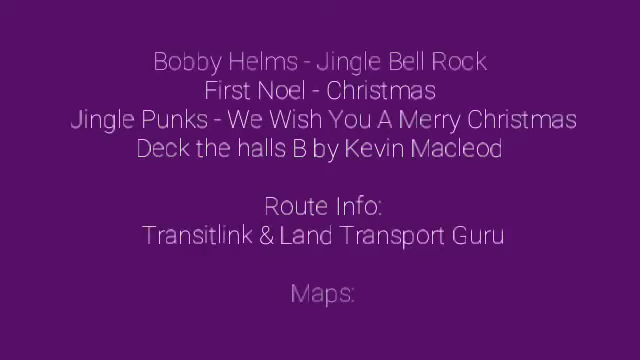 Bobby Helms - Jingle Bell Rock
First Noel - Christmas
Jingle Punks - We Wish You A Merry Christmas
Deck the halls B by Kevin Macleod
Route Info:
Transitlink & Land Transport Guru
Maps: